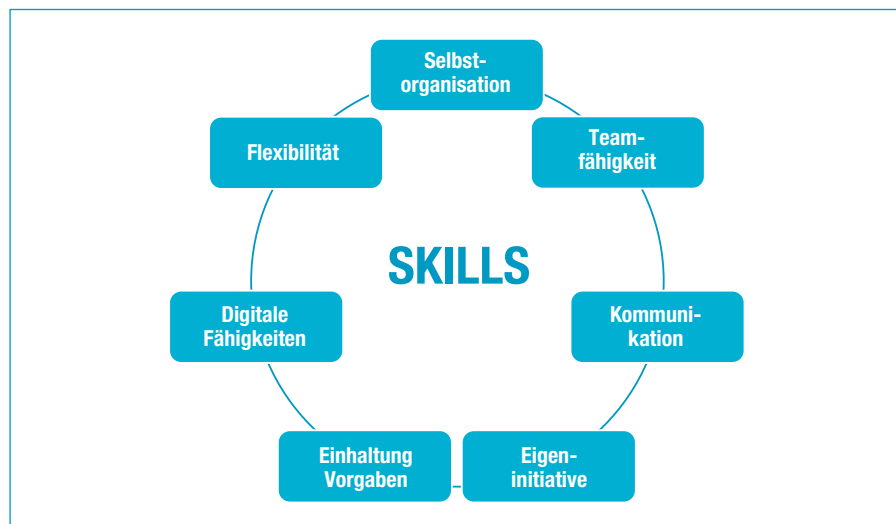 Selbst-
organisation
Team-
fähigkeit
Kommuni-
kation
Eigen-
initiative
Einhaltung
Vorgaben
Digitale
Fähigkeiten
Flexibilität
SKILLS